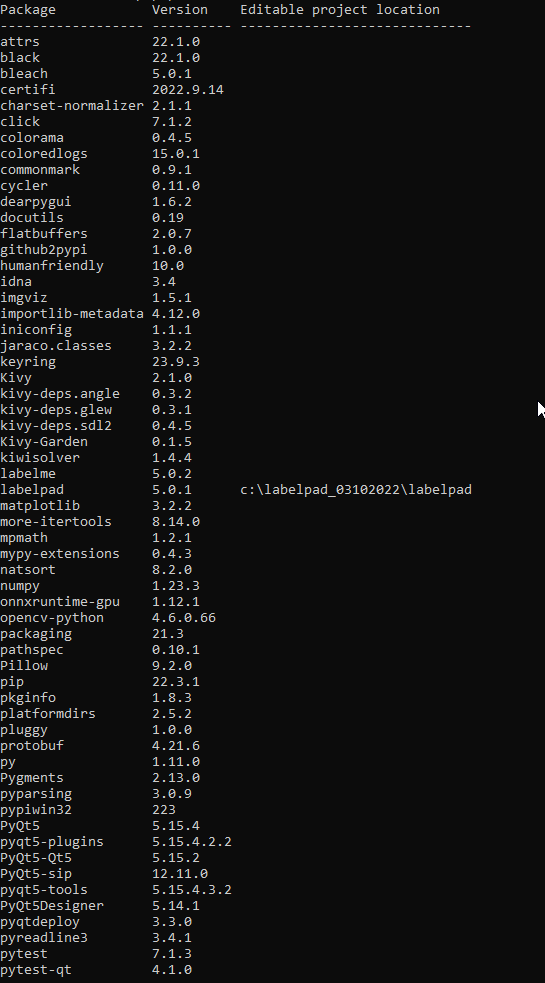 Package            Version    Editable project location
------------------ ---------- -----------------------------
attrs              22.1.0
black              22.1.0
bleach             5.0.1
certifi            2022.9.14
charset-normalizer 2.1.1
click              7.1.2
colorama           0.4.5
coloredlogs        15.0.1
commonmark         0.9.1
cycler             0.11.0
dearpygui          1.6.2
docutils           0.19
flatbuffers        2.0.7
github2pypi        1.0.0
humanfriendly      10.0
idna               3.4
imgviz             1.5.1
importlib-metadata 4.12.0
iniconfig          1.1.1
jaraco.classes     3.2.2
keyring            23.9.3
Kivy               2.1.0
kivy-deps.angle    0.3.2
kivy-deps.glew     0.3.1
kivy-deps.sdl2     0.4.5
Kivy-Garden        0.1.5
kiwisolver         1.4.4
labelme            5.0.2
labelpad           5.0.1      c:\labelpad_03102022\labelpad
matplotlib         3.2.2
more-itertools     8.14.0
mpmath             1.2.1
mypy-extensions    0.4.3
natsort            8.2.0
numpy              1.23.3
onnxruntime-gpu    1.12.1
opencv-python      4.6.0.66
packaging          21.3
pathspec           0.10.1
Pillow             9.2.0
pip                22.3.1
pkginfo            1.8.3
platformdirs       2.5.2
pluggy             1.0.0
protobuf           4.21.6
py                 1.11.0
Pygments           2.13.0
pyparsing          3.0.9
pypiwin32          223
PyQt5              5.15.4
pyqt5-plugins      5.15.4.2.2
PyQt5-Qt5          5.15.2
PyQt5-sip          12.11.0
pyqt5-tools        5.15.4.3.2
PyQt5Designer      5.14.1
pyqtdeploy         3.3.0
pyreadline3        3.4.1
pytest             7.1.3
pytest-qt          4.1.0